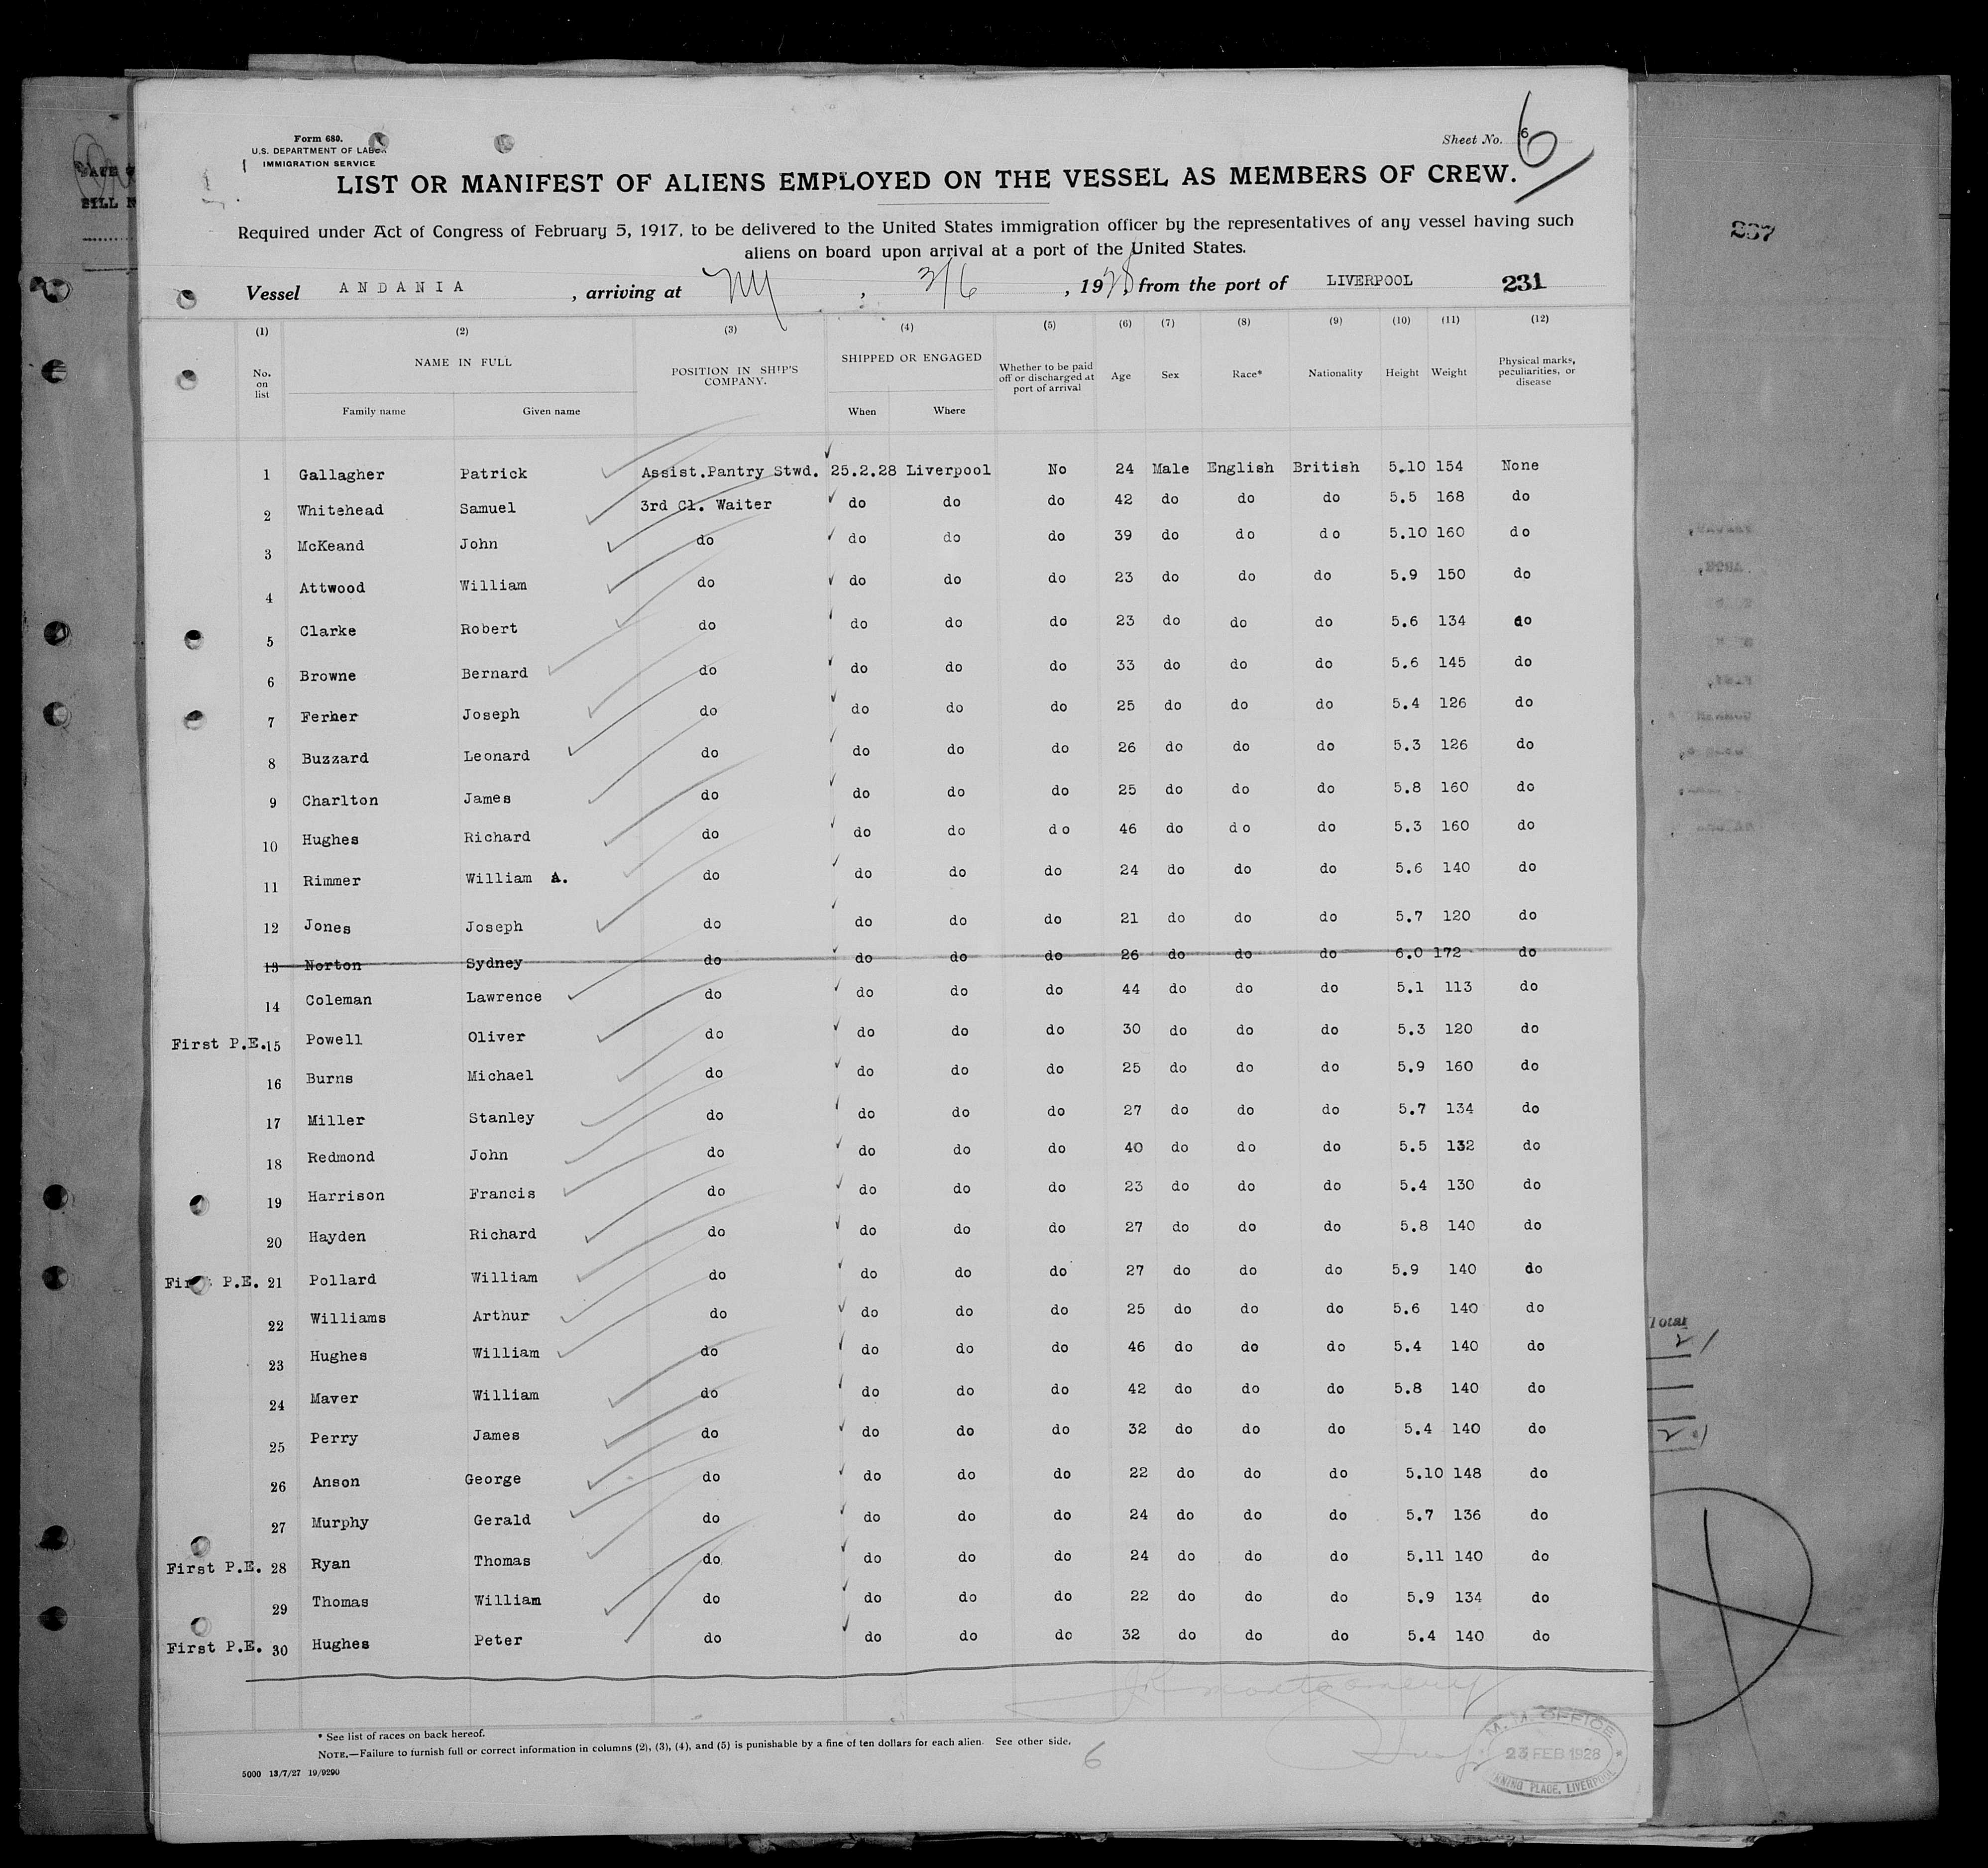 Form 680.
U.S. DEPARTMENT OF LABOR
IMMIGRATION SERVICE
Sheet No. 6
6
LIST OR MANIFEST OF ALIENS EMPLOYED ON THE VESSEL AS MEMBERS OF CREW.
Required under Act of Congress of February 5, 1917, to be delivered to the United States immigration officer by the representatives of any vessel having such
aliens on board upon arrival at a port of the United States.
Vessel ANDANIA, arriving at NY, 3/6, 1928, from the port of LIVERPOOL 231
237
(1) (2) (3) (4) (5) (6) (7) (8) (9) (10) (11) (12)
No. on list NAME IN FULL POSITION IN SHIP'S COMPANY. SHIPPED OR ENGAGED Whether to be paid off or discharged at port of arrival Age Sex Race* Nationality Height Weight Physical marks, peculiarities, or disease
Family name Given name When Where
1 Gallagher Patrick Assist.Pantry Stwd. 25.2.28 Liverpool No 24 Male English British 5.10 154 None
2 Whitehead Samuel 3rd Cl. Waiter do do do 42 do do do 5.5 168 do
3 McKeand John do do do do 39 do do do 5.10 160 do
4 Attwood William do do do do 23 do do do 5.9 150 do
5 Clarke Robert do do do do 23 do do do 5.6 134 do
6 Browne Bernard do do do do 33 do do do 5.6 145 do
7 Ferher Joseph do do do do 25 do do do 5.4 126 do
8 Buzzard Leonard do do do do 26 do do do 5.3 126 do
9 Charlton James do do do do 25 do do do 5.8 160 do
10 Hughes Richard do do do do 46 do do do 5.3 160 do
11 Rimmer William A. do do do do 24 do do do 5.6 140 do
12 Jones Joseph do do do do 21 do do do 5.7 120 do
13 Norton Sydney do do do do 26 do do do 6.0 172 do
14 Coleman Lawrence do do do do 44 do do do 5.1 113 do
First P.E. 15 Powell Oliver do do do do 30 do do do 5.3 120 do
16 Burns Michael do do do do 25 do do do 5.9 160 do
17 Miller Stanley do do do do 27 do do do 5.7 134 do
18 Redmond John do do do do 40 do do do 5.5 132 do
19 Harrison Francis do do do do 23 do do do 5.4 130 do
20 Hayden Richard do do do do 27 do do do 5.8 140 do
First P.E. 21 Pollard William do do do do 27 do do do 5.9 140 do
22 Williams Arthur do do do do 25 do do do 5.6 140 do
23 Hughes William do do do do 46 do do do 5.4 140 do
24 Maver William do do do do 42 do do do 5.8 140 do
25 Perry James do do do do 32 do do do 5.4 140 do
26 Anson George do do do do 22 do do do 5.10 148 do
27 Murphy Gerald do do do do 24 do do do 5.7 136 do
First P.E. 28 Ryan Thomas do do do do 24 do do do 5.11 140 do
29 Thomas William do do do do 22 do do do 5.9 134 do
First P.E. 30 Hughes Peter do do do do 32 do do do 5.4 140 do
Total
21
JR Montgomery
* See list of races on back hereof.
NOTE.—Failure to furnish full or correct information in columns (2), (3), (4), and (5) is punishable by a fine of ten dollars for each alien. See other side.
6
5000 13/7/27 19/9290
M. M. OFFICE
23 FEB 1928
PLACE, LIVERPOOL